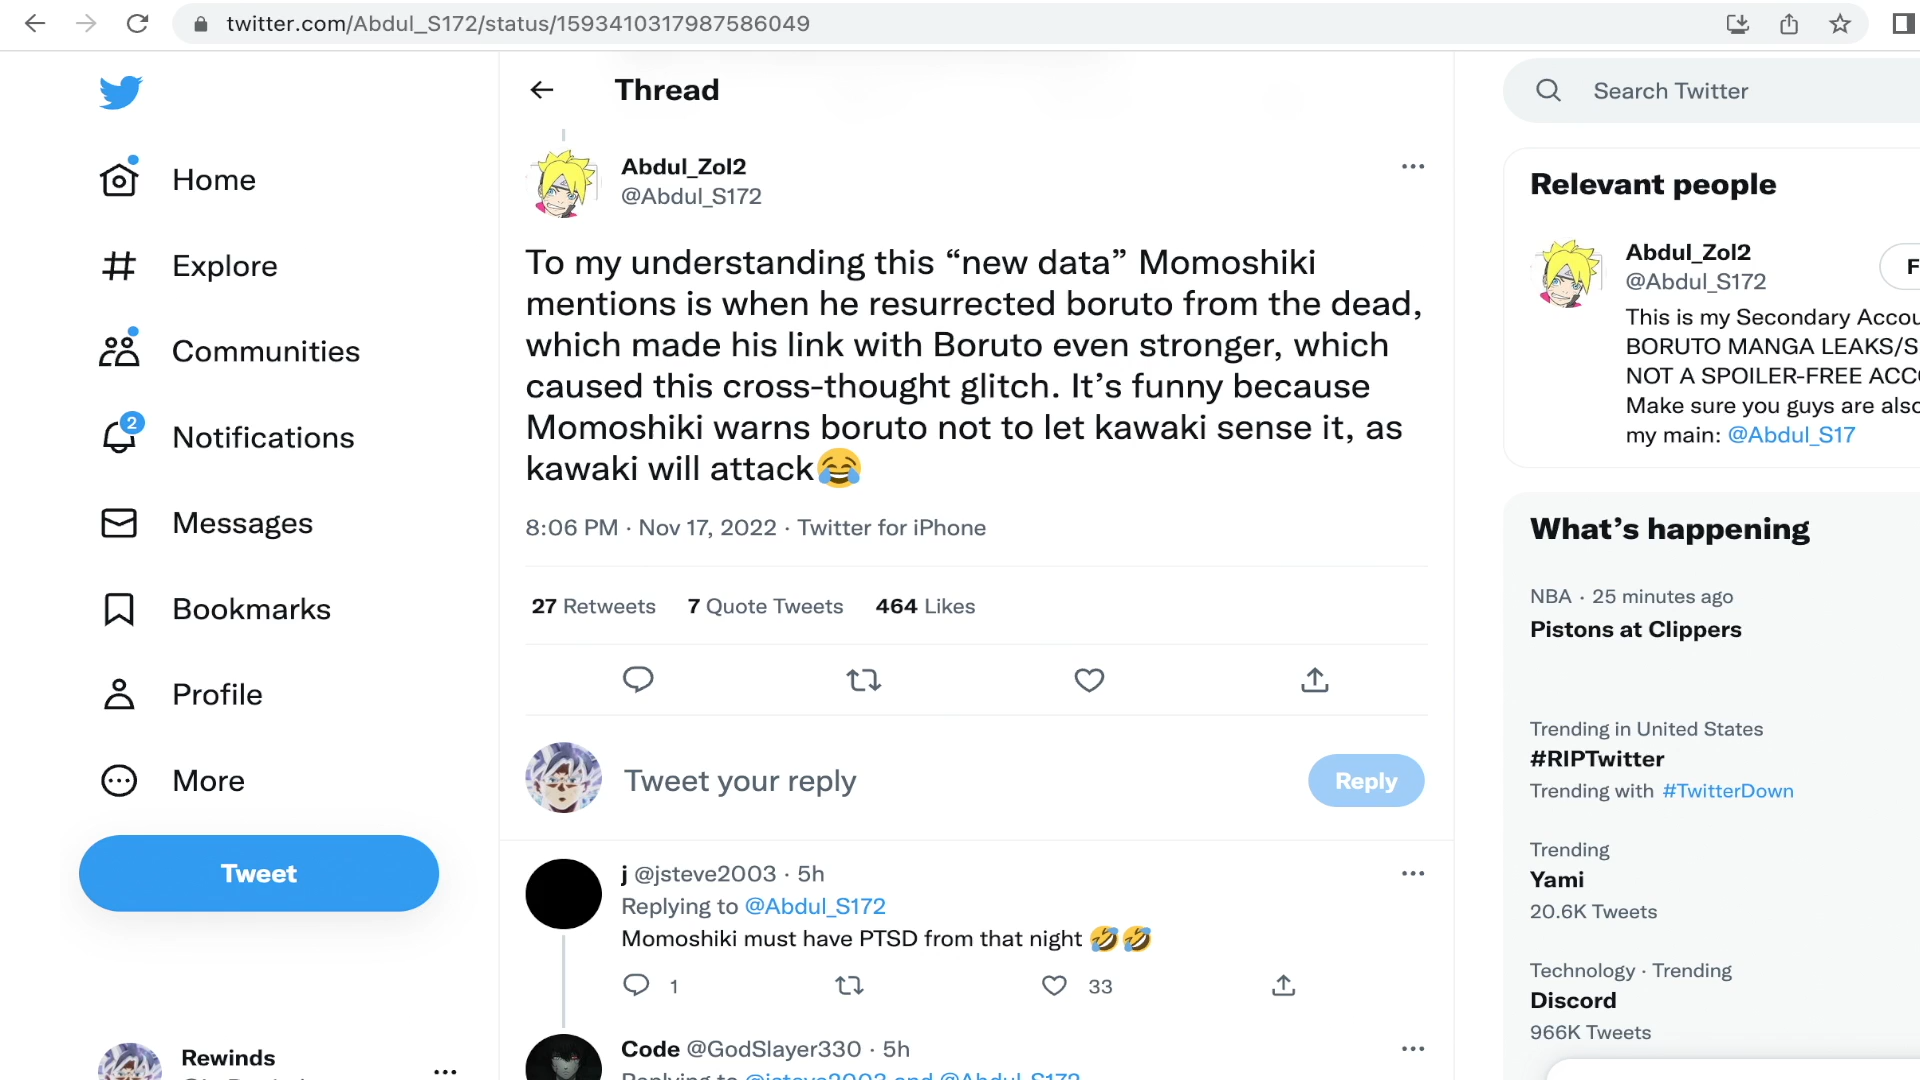 twitter.com/Abdul_S172/status/1593410317987586049
Home
Explore
Communities
2
Notifications
Messages
Bookmarks
Profile
More
Tweet
Rewinds
Thread
Abdul_Zol2
@Abdul_S172
To my understanding this “new data” Momoshiki
mentions is when he resurrected boruto from the dead,
which made his link with Boruto even stronger, which
caused this cross-thought glitch. It’s funny because
Momoshiki warns boruto not to let kawaki sense it, as
kawaki will attack😂
8:06 PM · Nov 17, 2022 · Twitter for iPhone
27 Retweets 7 Quote Tweets 464 Likes
Tweet your reply
Reply
j @jsteve2003 · 5h
Replying to @Abdul_S172
Momoshiki must have PTSD from that night 🤣🤣
1 33
Code @GodSlayer330 · 5h
Replying to @jsteve2003 and @Abdul_S172
Search Twitter
Relevant people
Abdul_Zol2
F
@Abdul_S172
This is my Secondary Accou
BORUTO MANGA LEAKS/S
NOT A SPOILER-FREE ACC
Make sure you guys are also
my main: @Abdul_S17
What’s happening
NBA · 25 minutes ago
Pistons at Clippers
Trending in United States
#RIPTwitter
Trending with #TwitterDown
Trending
Yami
20.6K Tweets
Technology · Trending
Discord
966K Tweets